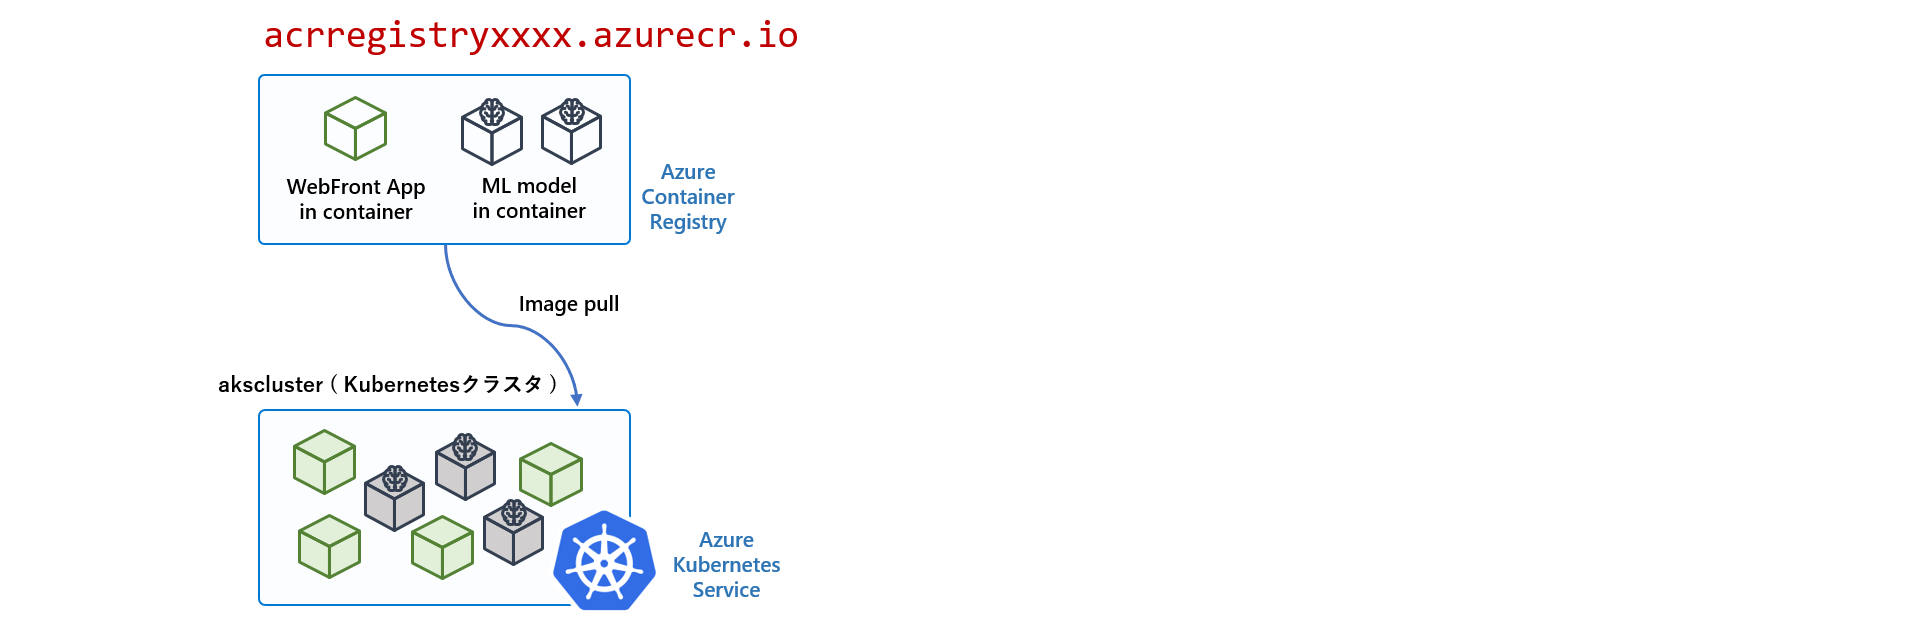 acrregistryxxxx.azurecr.io
WebFront App
in container
ML model
in container
Azure
Container
Registry
Image pull
akscluster ( Kubernetesクラスタ )
Azure
Kubernetes
Service